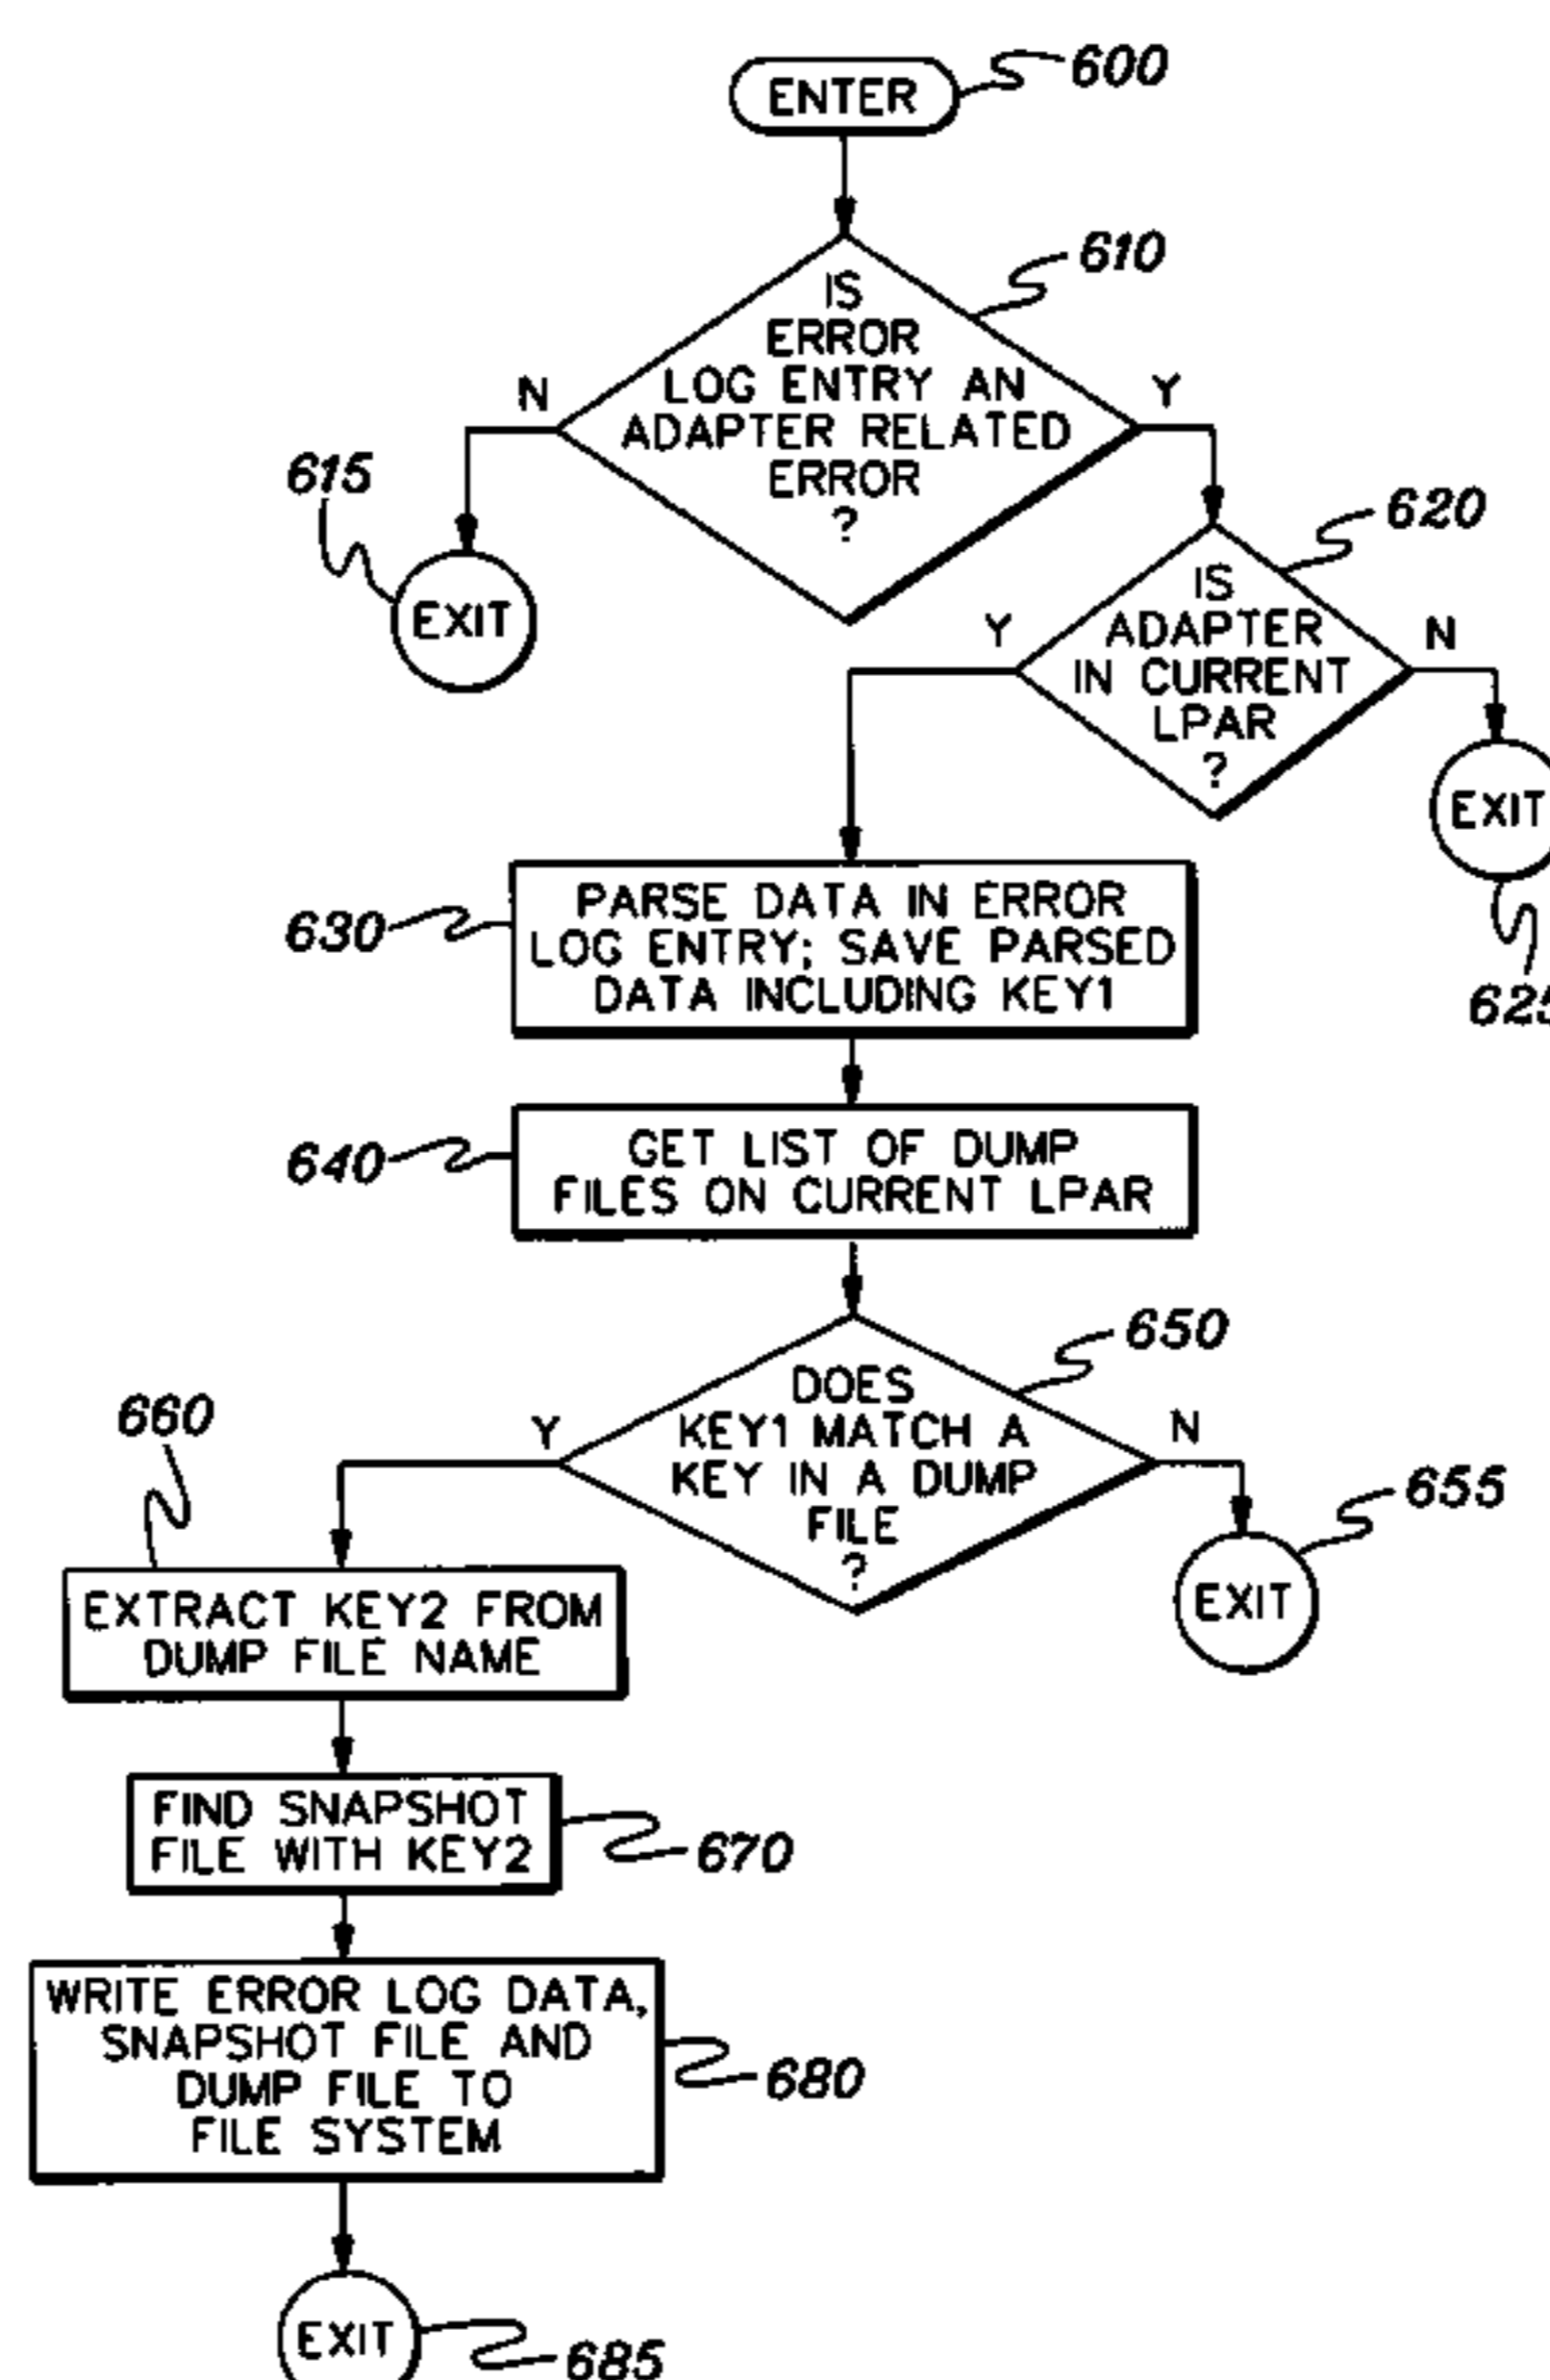 ENTER
600
610
IS
ERROR
LOG ENTRY AN
ADAPTER RELATED
ERROR
?
N
Y
615
EXIT
620
IS
ADAPTER
IN CURRENT
LPAR
?
Y
N
EXIT
625
630
PARSE DATA IN ERROR
LOG ENTRY; SAVE PARSED
DATA INCLUDING KEY1
640
GET LIST OF DUMP
FILES ON CURRENT LPAR
650
DOES
KEY1 MATCH A
KEY IN A DUMP
FILE
?
Y
N
655
EXIT
660
EXTRACT KEY2 FROM
DUMP FILE NAME
FIND SNAPSHOT
FILE WITH KEY2
670
WRITE ERROR LOG DATA,
SNAPSHOT FILE AND
DUMP FILE TO
FILE SYSTEM
680
EXIT
685